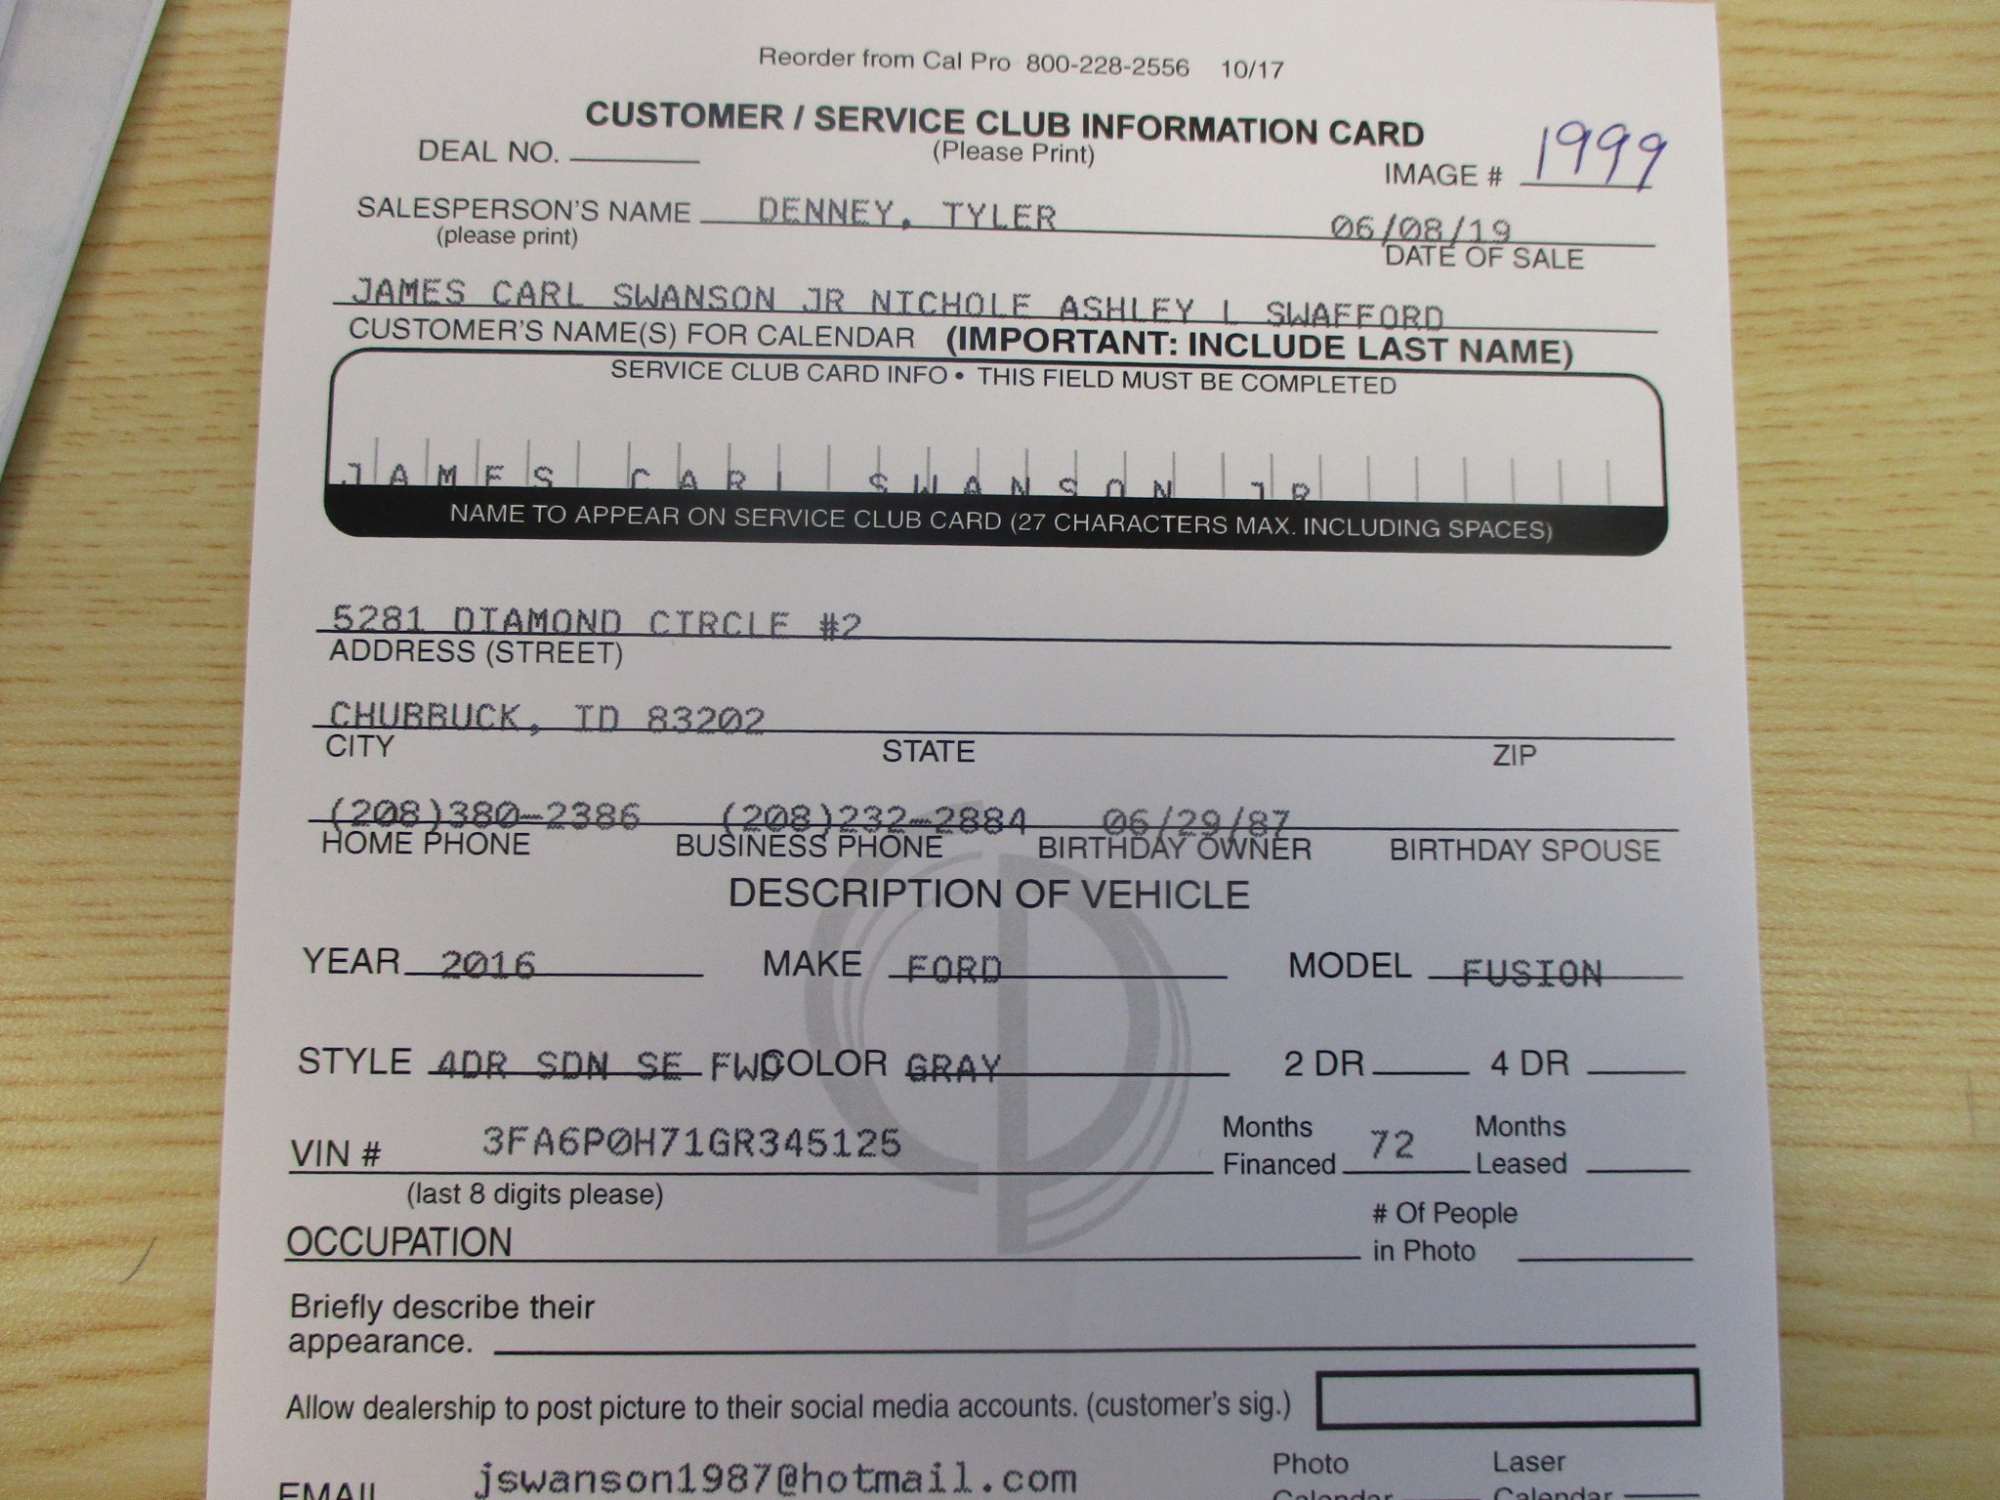 Reorder from Cal Pro 800-228-2556 10/17
CUSTOMER / SERVICE CLUB INFORMATION CARD
DEAL NO. (Please Print) IMAGE # 1999
SALESPERSON'S NAME DENNEY, TYLER 06/08/19
(please print) DATE OF SALE
JAMES CARL SWANSON JR NICHOLE ASHLEY L SWAFFORD
CUSTOMER'S NAME(S) FOR CALENDAR (IMPORTANT: INCLUDE LAST NAME)
SERVICE CLUB CARD INFO • THIS FIELD MUST BE COMPLETED
JAMES CARL SWANSON JR
NAME TO APPEAR ON SERVICE CLUB CARD (27 CHARACTERS MAX. INCLUDING SPACES)
5281 DIAMOND CIRCLE #2
ADDRESS (STREET)
CHUBBUCK, ID 83202
CITY STATE ZIP
(208)380-2386 (208)232-2884 06/29/87
HOME PHONE BUSINESS PHONE BIRTHDAY OWNER BIRTHDAY SPOUSE
DESCRIPTION OF VEHICLE
YEAR 2016 MAKE FORD MODEL FUSION
STYLE 4DR SDN SE FWD COLOR GRAY 2 DR 4 DR
VIN # 3FA6P0H71GR345125 Months Financed 72 Months Leased
(last 8 digits please)
OCCUPATION # Of People in Photo
Briefly describe their
appearance.
Allow dealership to post picture to their social media accounts. (customer's sig.)
EMAIL jswanson1987@hotmail.com Photo Calendar Laser Calendar